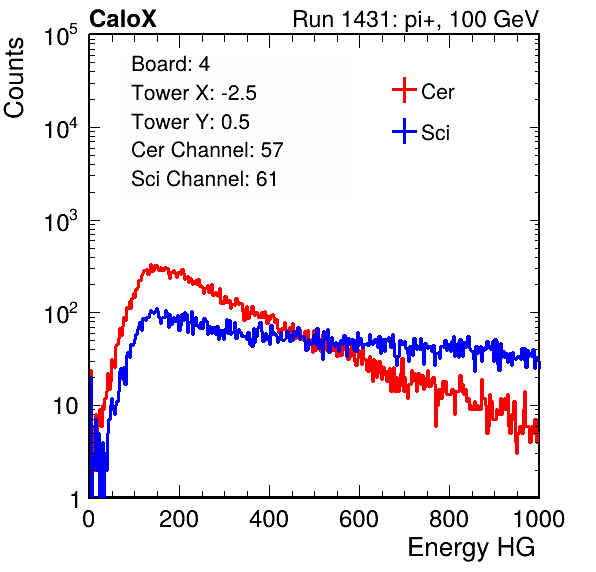 CaloX Run 1431: pi+, 100 GeV
Counts
Board: 4
Tower X: -2.5
Tower Y: 0.5
Cer Channel: 57
Sci Channel: 61
Cer
Sci
10^5
10^4
10^3
10^2
10
1
0 200 400 600 800 1000
Energy HG